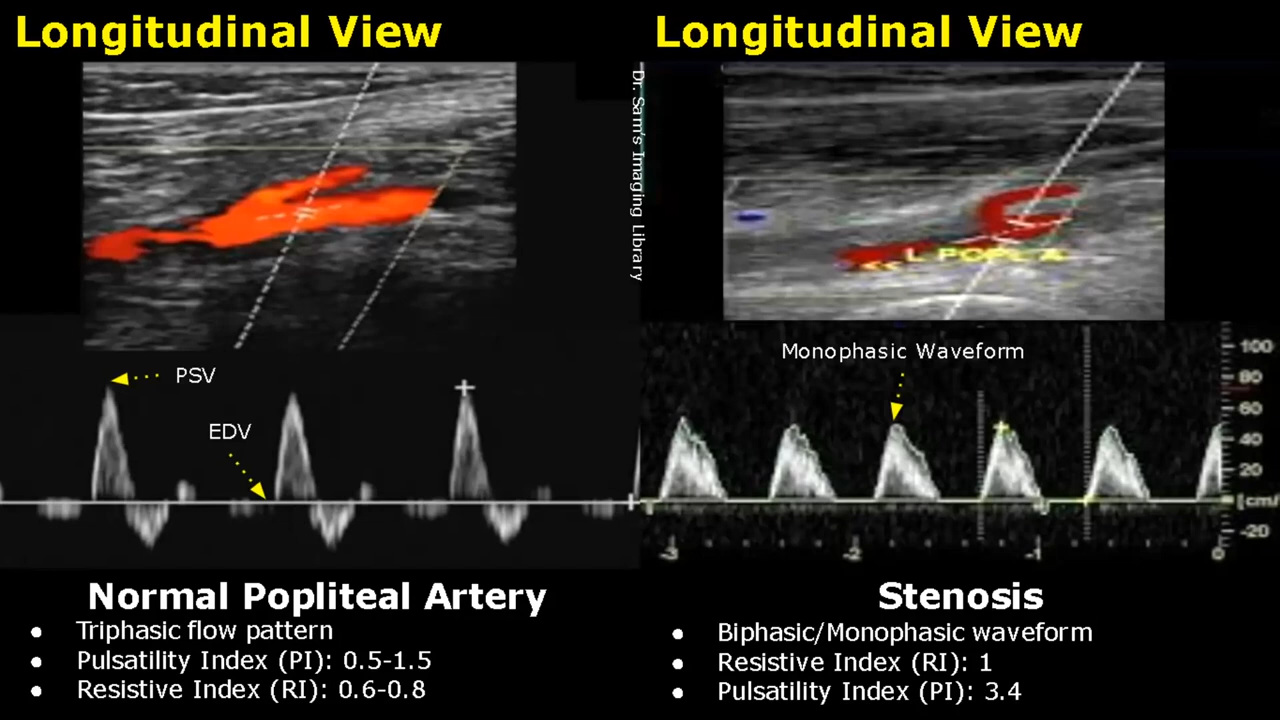 Longitudinal View
Longitudinal View
Dr. Sam's Imaging Library
L POPL A
<<
PSV
EDV
Monophasic Waveform
100
80
60
40
20
[cm/
-20
-3
-2
-1
0
Normal Popliteal Artery
• Triphasic flow pattern
• Pulsatility Index (PI): 0.5-1.5
• Resistive Index (RI): 0.6-0.8
Stenosis
• Biphasic/Monophasic waveform
• Resistive Index (RI): 1
• Pulsatility Index (PI): 3.4